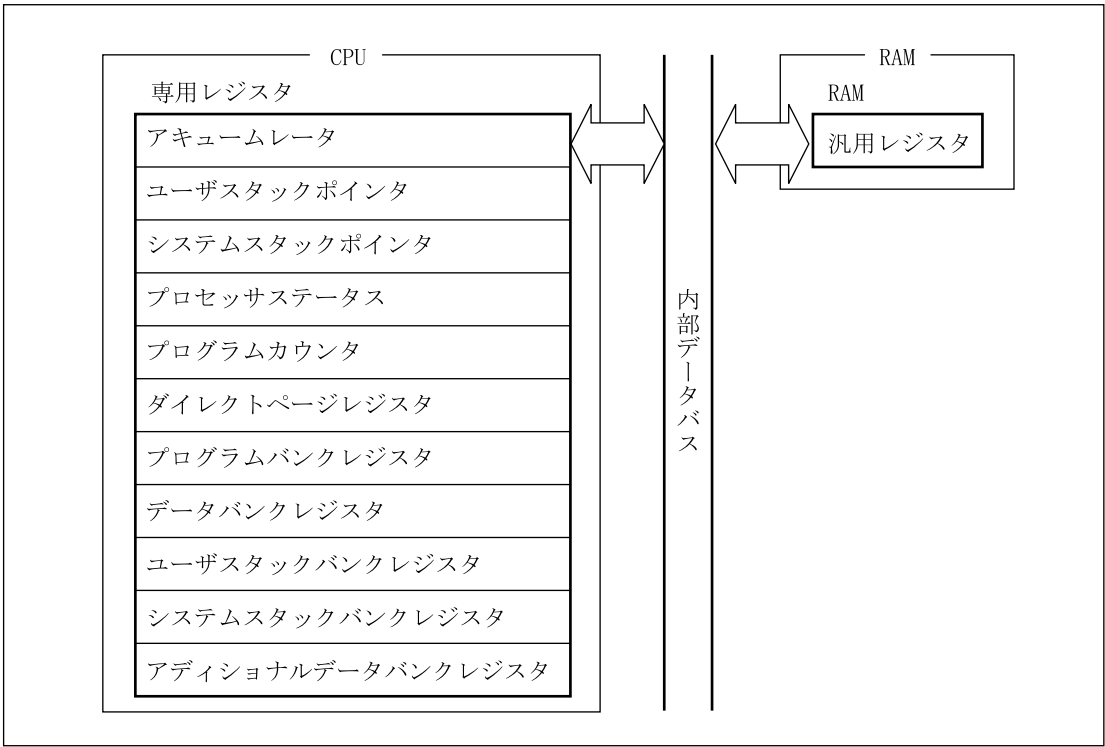 CPU
専用レジスタ
アキュームレータ
ユーザスタックポインタ
システムスタックポインタ
プロセッサステータス
プログラムカウンタ
ダイレクトページレジスタ
プログラムバンクレジスタ
データバンクレジスタ
ユーザスタックバンクレジスタ
システムスタックバンクレジスタ
アディショナルデータバンクレジスタ
内部データバス
RAM
RAM
汎用レジスタ